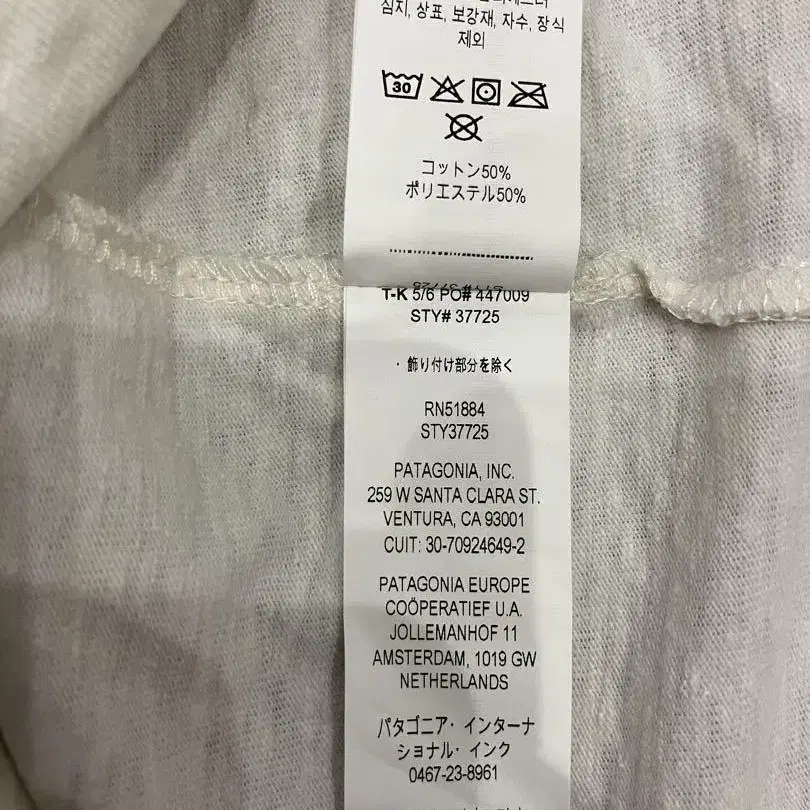 심지, 상표, 보강재, 자수, 장식
제외
30
コットン50%
ポリエステル50%
T-K 5/6 PO# 447009
STY# 37725
・飾り付け部分を除く
RN51884
STY37725
PATAGONIA, INC.
259 W SANTA CLARA ST.
VENTURA, CA 93001
CUIT: 30-70924649-2
PATAGONIA EUROPE
COÖPERATIEF U.A.
JOLLEMANHOF 11
AMSTERDAM, 1019 GW
NETHERLANDS
パタゴニア・インターナ
ショナル・インク
0467-23-8961